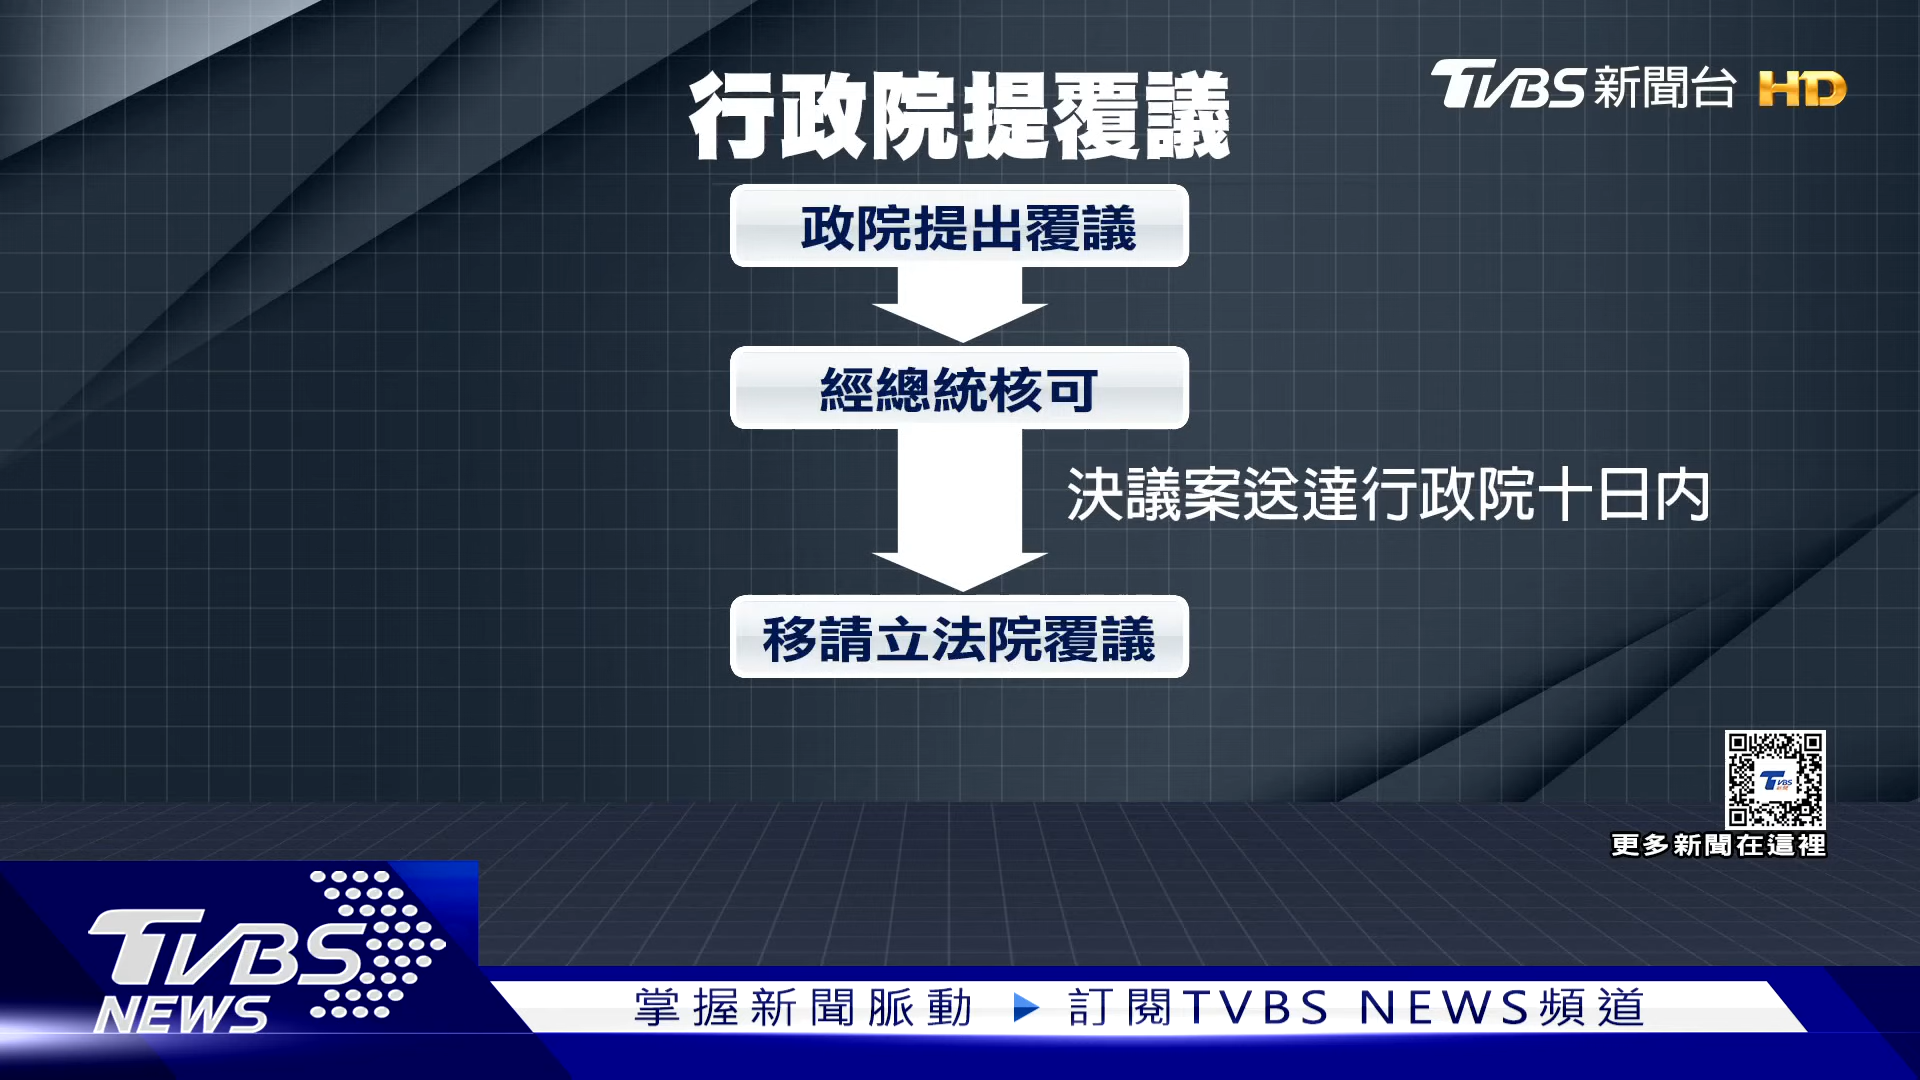 行政院提覆議
TVBS新聞台 HD
政院提出覆議
經總統核可
決議案送達行政院十日內
移請立法院覆議
TVBS
新聞
更多新聞在這裡
TVBS
NEWS
掌握新聞脈動 訂閱TVBS NEWS頻道